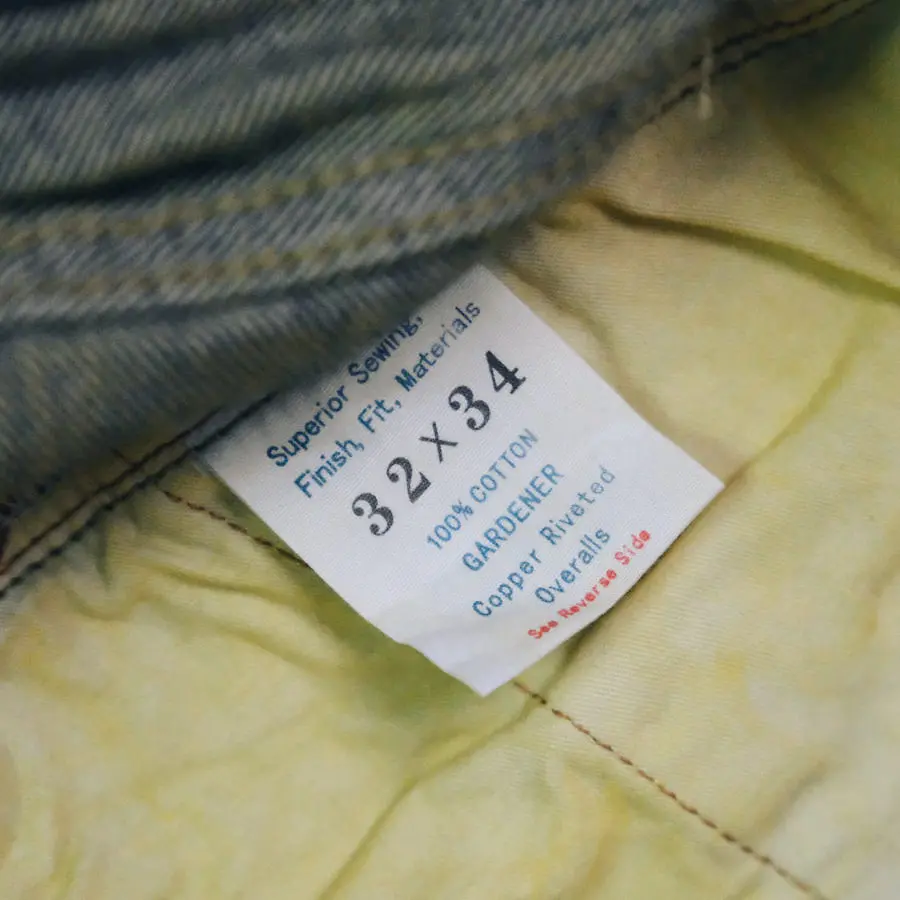 Superior Sewing,
Finish, Fit, Materials
32 × 34
100% COTTON
GARDENER
Copper Riveted
Overalls
See Reverse Side